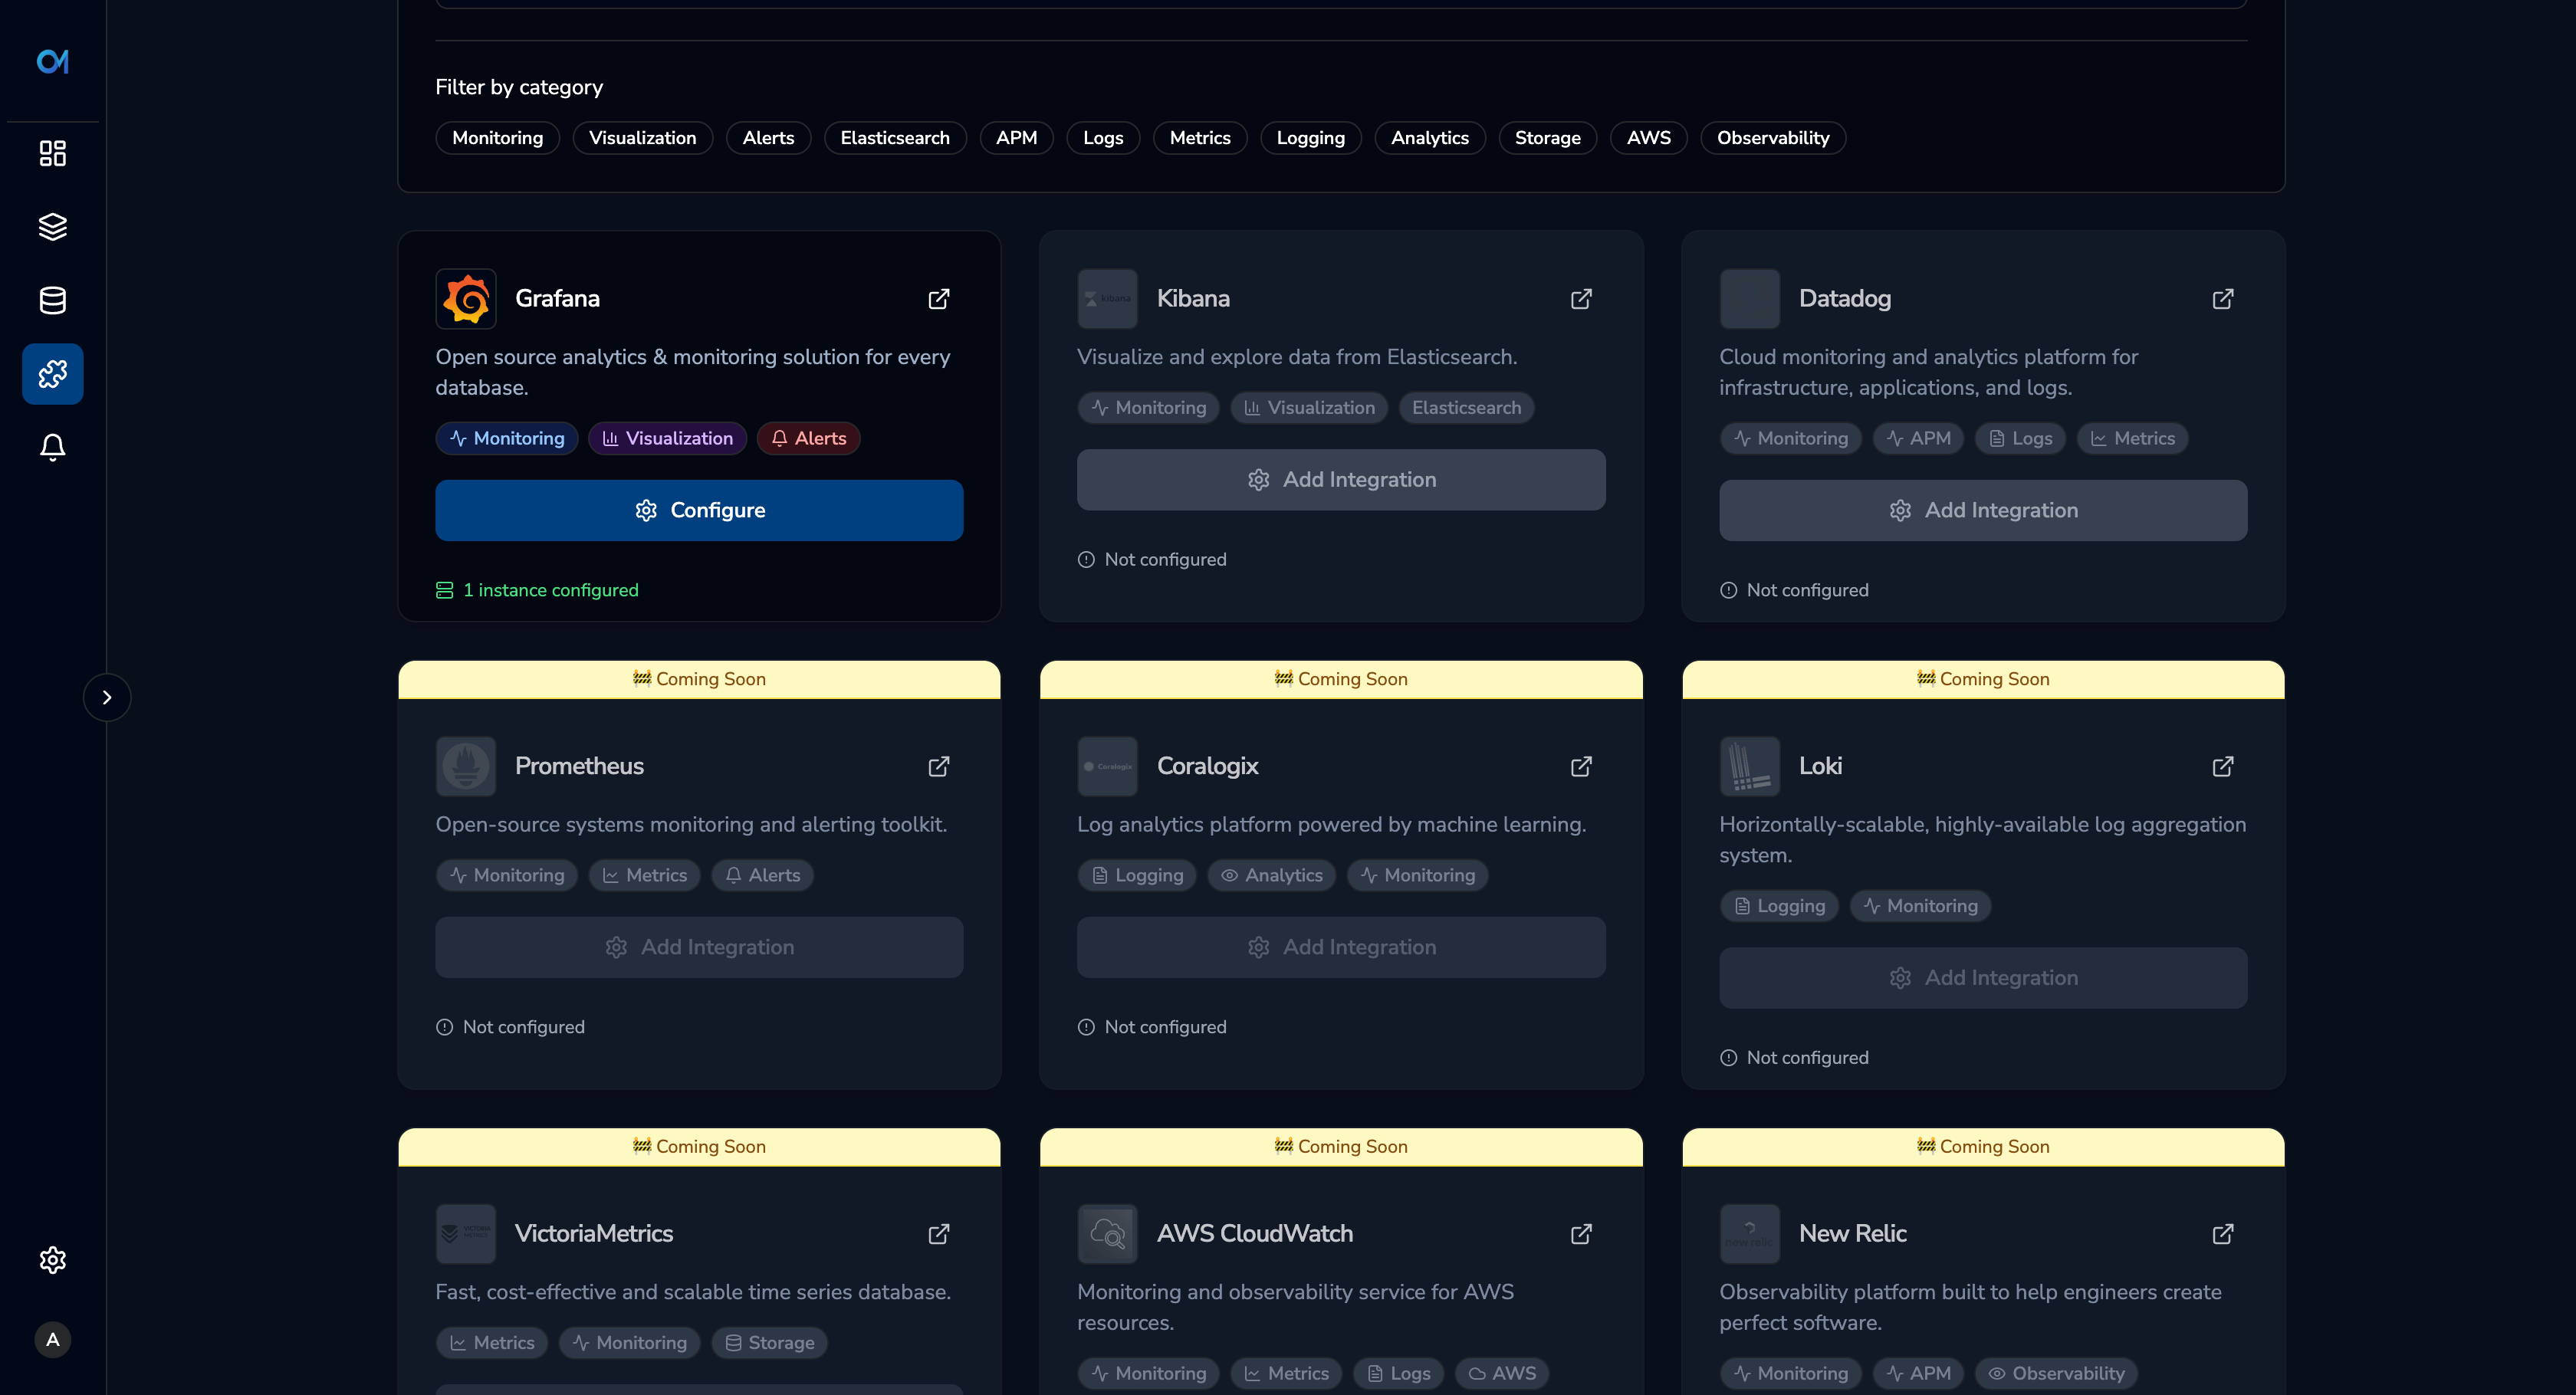 Filter by category
Monitoring Visualization Alerts Elasticsearch APM Logs Metrics Logging Analytics Storage AWS Observability
Grafana
Open source analytics & monitoring solution for every
database.
Monitoring Visualization Alerts
Configure
1 instance configured
kibana
Kibana
Visualize and explore data from Elasticsearch.
Monitoring Visualization Elasticsearch
Add Integration
Not configured
Datadog
Cloud monitoring and analytics platform for
infrastructure, applications, and logs.
Monitoring APM Logs Metrics
Add Integration
Not configured
🚧 Coming Soon
Prometheus
Open-source systems monitoring and alerting toolkit.
Monitoring Metrics Alerts
Add Integration
Not configured
🚧 Coming Soon
Coralogix
Coralogix
Log analytics platform powered by machine learning.
Logging Analytics Monitoring
Add Integration
Not configured
🚧 Coming Soon
Loki
Horizontally-scalable, highly-available log aggregation
system.
Logging Monitoring
Add Integration
Not configured
🚧 Coming Soon
VictoriaMetrics
Fast, cost-effective and scalable time series database.
Metrics Monitoring Storage
🚧 Coming Soon
AWS CloudWatch
Monitoring and observability service for AWS
resources.
Monitoring Metrics Logs AWS
🚧 Coming Soon
new relic
New Relic
Observability platform built to help engineers create
perfect software.
Monitoring APM Observability
A